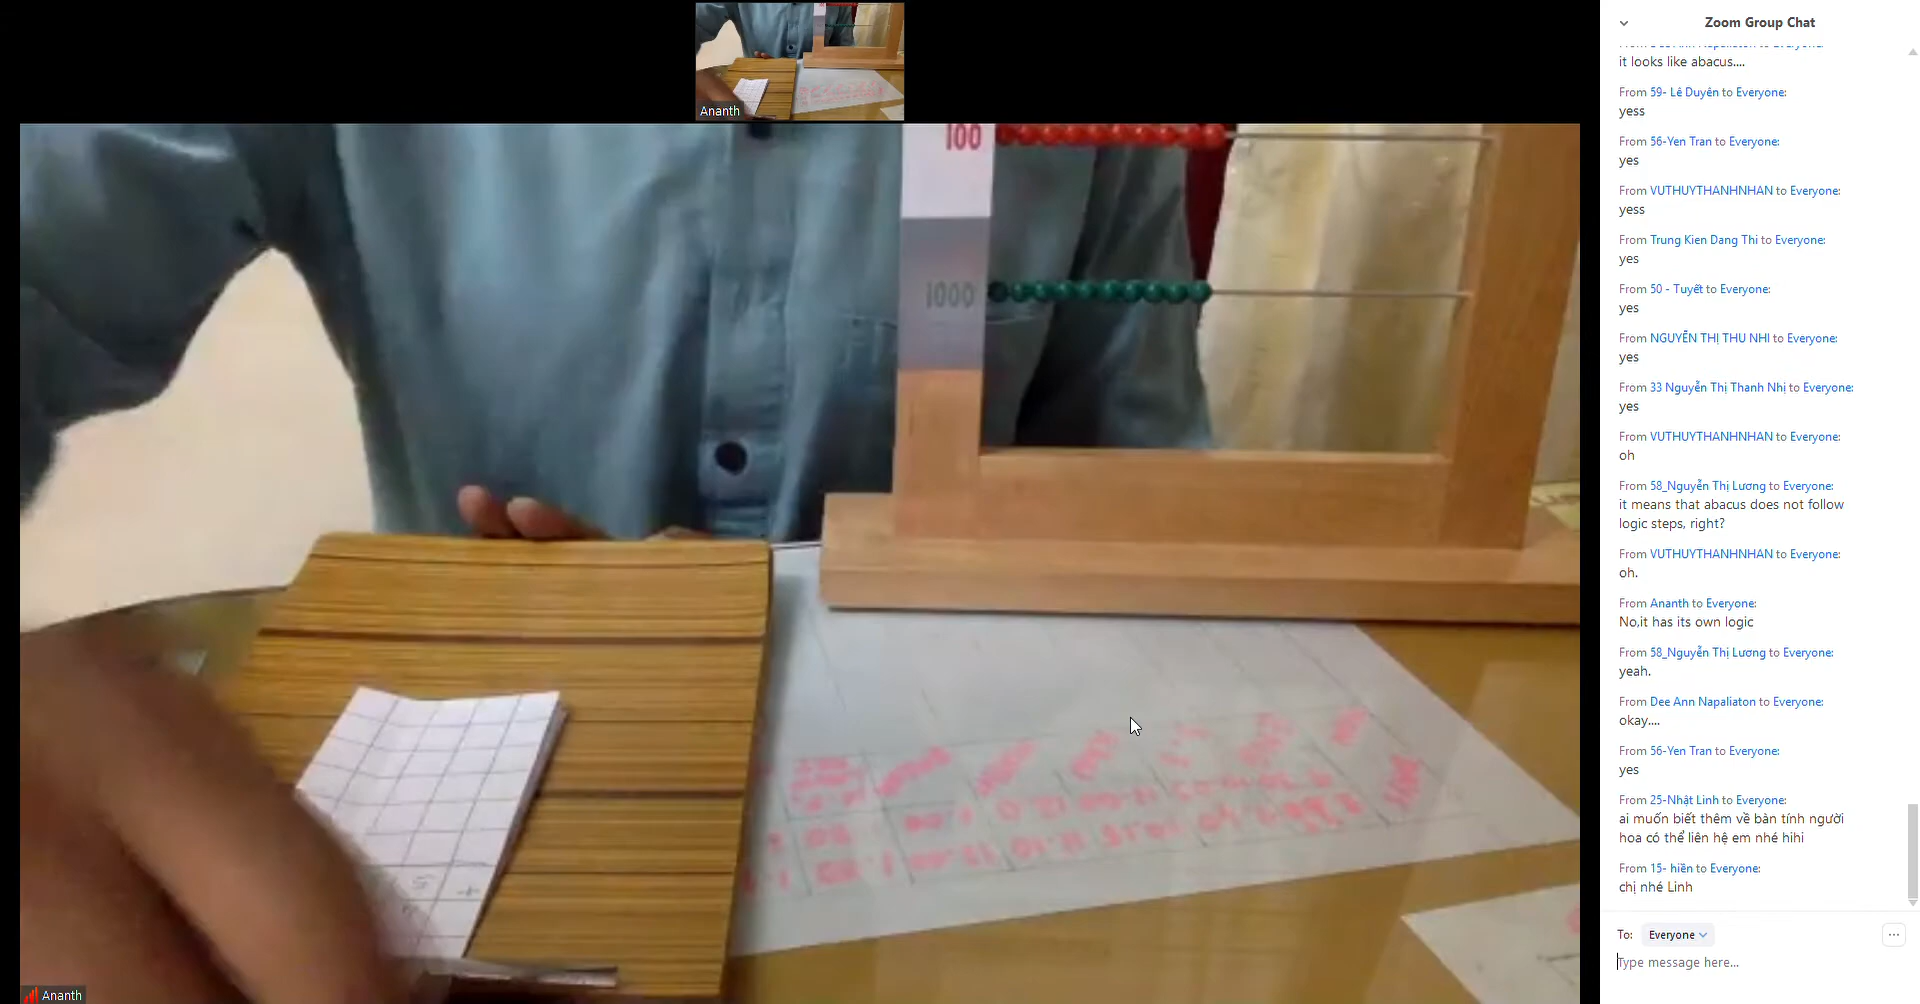 Ananth
100
1000
Ananth
Zoom Group Chat
it looks like abacus....
From 59- Lê Duyên to Everyone:
yess
From 56-Yen Tran to Everyone:
yes
From VUTHUYTHANHNHAN to Everyone:
yess
From Trung Kien Dang Thi to Everyone:
yes
From 50 - Tuyết to Everyone:
yes
From NGUYỄN THỊ THU NHI to Everyone:
yes
From 33 Nguyễn Thị Thanh Nhị to Everyone:
yes
From VUTHUYTHANHNHAN to Everyone:
oh
From 58_Nguyễn Thị Lương to Everyone:
it means that abacus does not follow
logic steps, right?
From VUTHUYTHANHNHAN to Everyone:
oh.
From Ananth to Everyone:
No,it has its own logic
From 58_Nguyễn Thị Lương to Everyone:
yeah.
From Dee Ann Napaliaton to Everyone:
okay....
From 56-Yen Tran to Everyone:
yes
From 25-Nhật Linh to Everyone:
ai muốn biết thêm về bàn tính người
hoa có thể liên hệ em nhé hihi
From 15- hiền to Everyone:
chị nhé Linh
To: Everyone
Type message here...